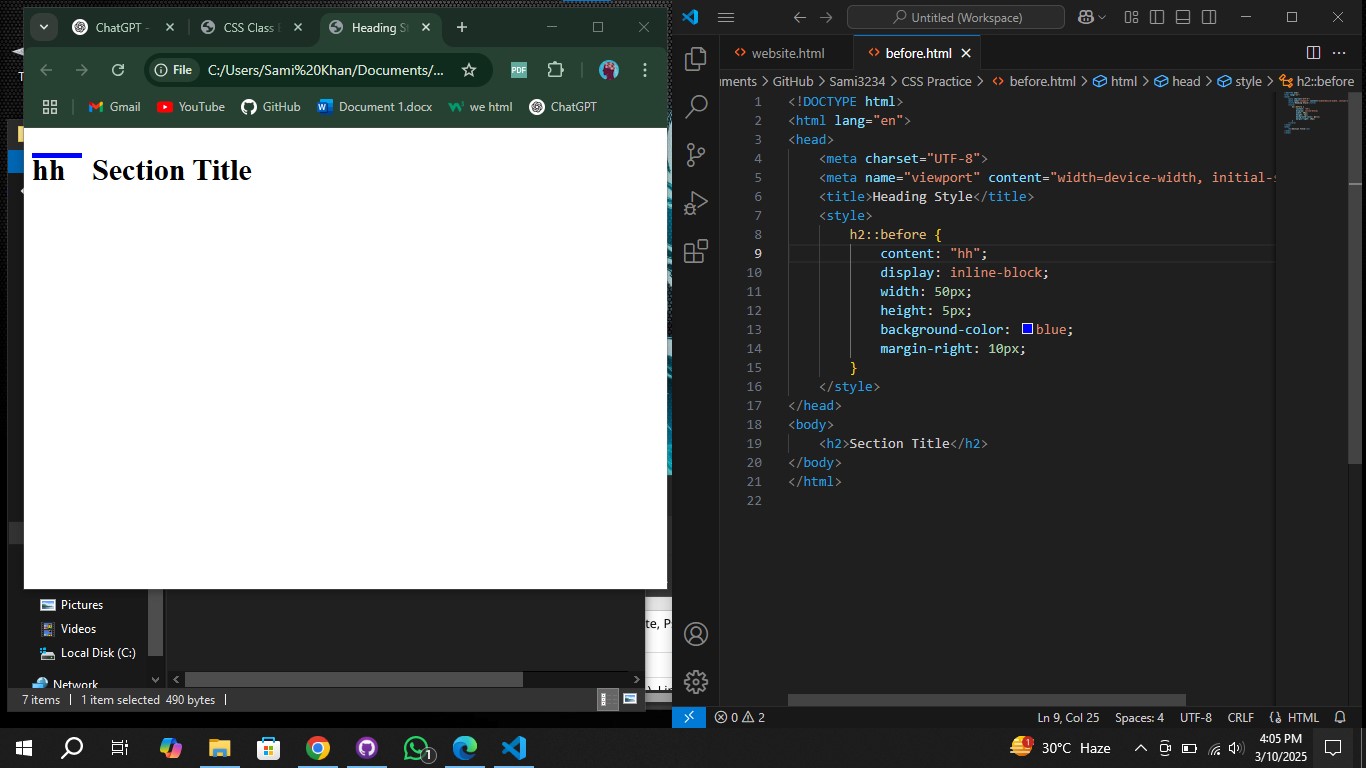 ChatGPT -
CSS Class
Heading St
File
C:/Users/Sami%20Khan/Documents/...
PDF
Gmail
YouTube
GitHub
Document 1.docx
we html
ChatGPT
hh Section Title
Pictures
Videos
Local Disk (C:)
Network
7 items
1 item selected 490 bytes
te, P
Untitled (Workspace)
website.html
before.html
uments > GitHub > Sami3234 > CSS Practice > before.html > html > head > style > h2::before
1 <!DOCTYPE html>
2 <html lang="en">
3 <head>
4 <meta charset="UTF-8">
5 <meta name="viewport" content="width=device-width, initial-s
6 <title>Heading Style</title>
7 <style>
8 h2::before {
9 content: "hh";
10 display: inline-block;
11 width: 50px;
12 height: 5px;
13 background-color: blue;
14 margin-right: 10px;
15 }
16 </style>
17 </head>
18 <body>
19 <h2>Section Title</h2>
20 </body>
21 </html>
22
0 2
Ln 9, Col 25
Spaces: 4
UTF-8
CRLF
{} HTML
1
1
30°C Haze
4:05 PM
3/10/2025